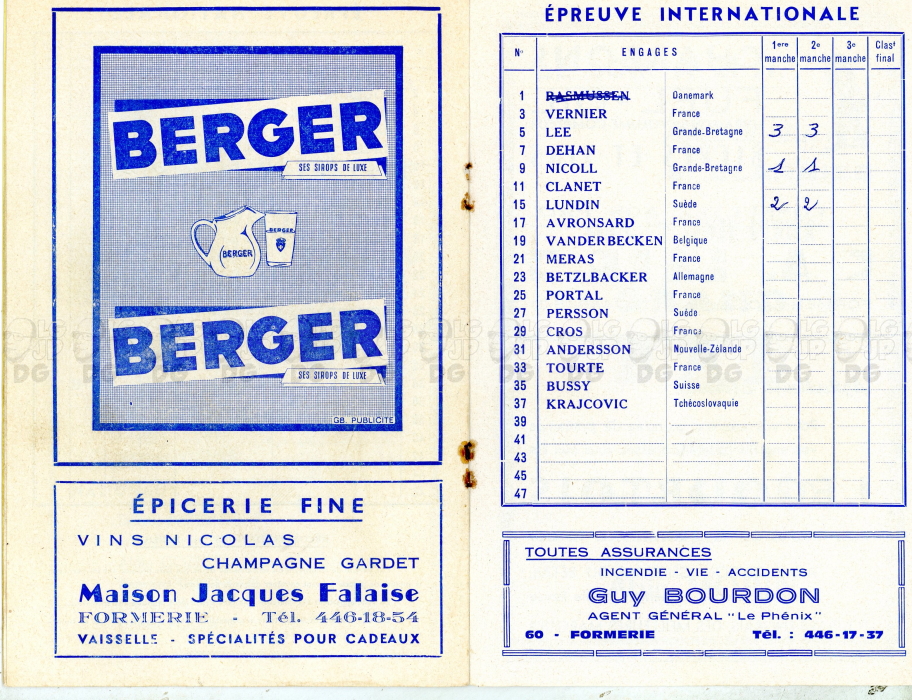 BERGER
SES SIROPS DE LUXE
BERGER
BERGER
BERGER
SES SIROPS DE LUXE
GB. PUBLICITÉ
ÉPICERIE FINE
VINS NICOLAS
CHAMPAGNE GARDET
Maison Jacques Falaise
FORMERIE - Tél. 446-18-54
VAISSELLE - SPÉCIALITÉS POUR CADEAUX
ÉPREUVE INTERNATIONALE
N° ENGAGES 1ere manche 2e manche 3e manche Clast final
1 RASMUSSEN Danemark
3 VERNIER France
5 LEE Grande-Bretagne 3 3
7 DEHAN France
9 NICOLL Grande-Bretagne 1 1
11 CLANET France
15 LUNDIN Suède 2 2
17 AVRONSARD France
19 VANDERBECKEN Belgique
21 MERAS France
23 BETZLBACKER Allemagne
25 PORTAL France
27 PERSSON Suède
29 CROS France
31 ANDERSSON Nouvelle-Zélande
33 TOURTE France
35 BUSSY Suisse
37 KRAJCOVIC Tchécoslovaquie
39
41
43
45
47
TOUTES ASSURANCES
INCENDIE - VIE - ACCIDENTS
Guy BOURDON
AGENT GÉNÉRAL "Le Phénix"
60 - FORMERIE Tél. : 446-17-37